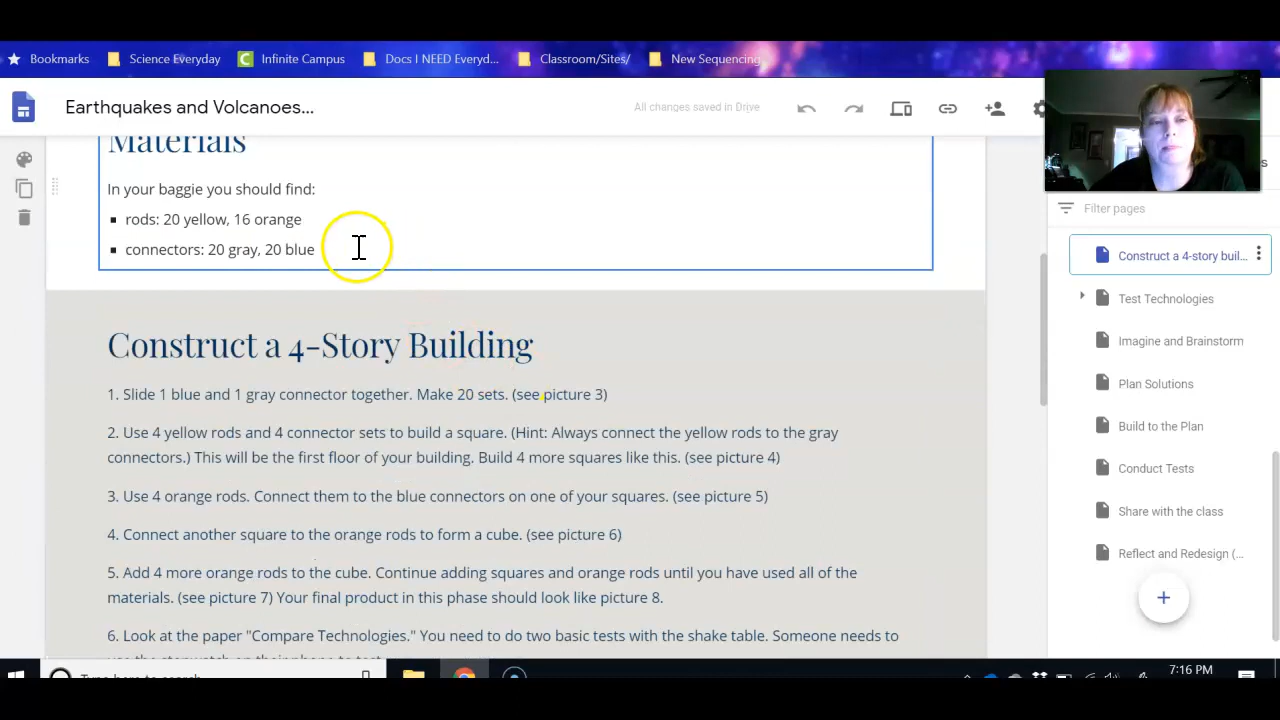 Bookmarks
Science Everyday
Infinite Campus
Docs I NEED Everyd...
Classroom/Sites/
New Sequencing
Earthquakes and Volcanoes...
All changes saved in Drive
Materials
In your baggie you should find:
▪ rods: 20 yellow, 16 orange
▪ connectors: 20 gray, 20 blue
Construct a 4-Story Building
1. Slide 1 blue and 1 gray connector together. Make 20 sets. (see picture 3)
2. Use 4 yellow rods and 4 connector sets to build a square. (Hint: Always connect the yellow rods to the gray
connectors.) This will be the first floor of your building. Build 4 more squares like this. (see picture 4)
3. Use 4 orange rods. Connect them to the blue connectors on one of your squares. (see picture 5)
4. Connect another square to the orange rods to form a cube. (see picture 6)
5. Add 4 more orange rods to the cube. Continue adding squares and orange rods until you have used all of the
materials. (see picture 7) Your final product in this phase should look like picture 8.
6. Look at the paper "Compare Technologies." You need to do two basic tests with the shake table. Someone needs to
Filter pages
Construct a 4-story buil...
Test Technologies
Imagine and Brainstorm
Plan Solutions
Build to the Plan
Conduct Tests
Share with the class
Reflect and Redesign (...
7:16 PM